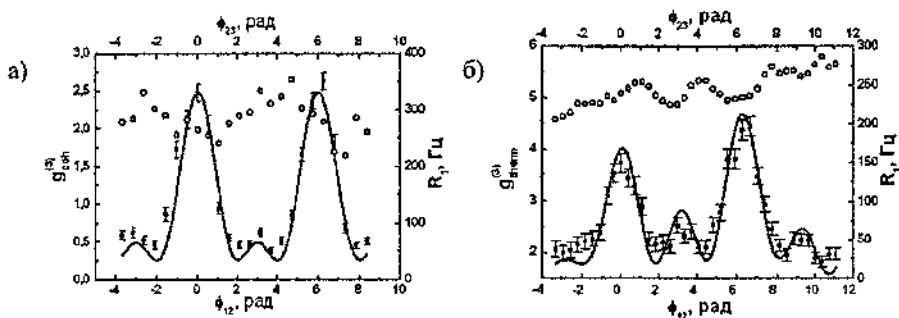 а)
ϕ23, рад
-4 -2 0 2 4 6 8 10
3,0
2,5
2,0
1,5
1,0
0,5
0,0
g(3)coh
400
300
200
100
0
R1, Гц
-4 -2 0 2 4 6 8 10
ϕ12, рад
б)
ϕ23, рад
-4 -2 0 2 4 6 8 10 12
6
5
4
3
2
g(3)therm
300
250
200
150
100
50
0
R1, Гц
-4 -2 0 2 4 6 8 10 12
ϕ12, рад